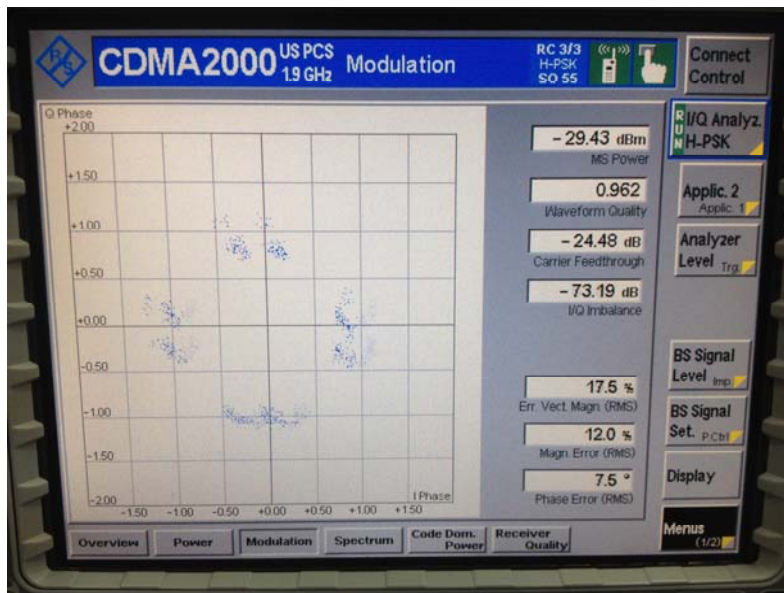 R&S
CDMA2000 US PCS 1.9 GHz Modulation
RC 3/3
H-PSK
SO 55
Connect Control
Q Phase
+2.00
+1.50
+1.00
+0.50
+0.00
-0.50
-1.00
-1.50
-2.00
-1.50 -1.00 -0.50 +0.00 +0.50 +1.00 +1.50
I Phase
-29.43 dBm
MS Power
0.962
Waveform Quality
-24.48 dB
Carrier Feedthrough
-73.19 dB
I/Q Imbalance
17.5 %
Err. Vect. Magn. (RMS)
12.0 %
Magn. Error (RMS)
7.5 °
Phase Error (RMS)
RUN
I/Q Analyz.
H-PSK
Applic. 2
Applic. 1
Analyzer
Level Trg.
BS Signal
Level Imp.
BS Signal
Set. P.Ctrl
Display
Menus
(1/2)
Overview
Power
Modulation
Spectrum
Code Dom. Power
Receiver Quality